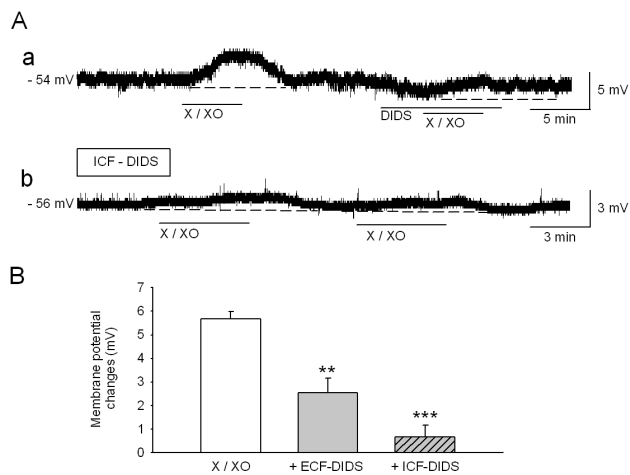 A
a
- 54 mV
5 mV
5 min
X / XO
DIDS
X / XO
ICF - DIDS
b
- 56 mV
3 mV
3 min
X / XO
X / XO
B
Membrane potential
changes (mV)
7
6
5
4
3
2
1
0
**
***
X / XO
+ ECF-DIDS
+ ICF-DIDS